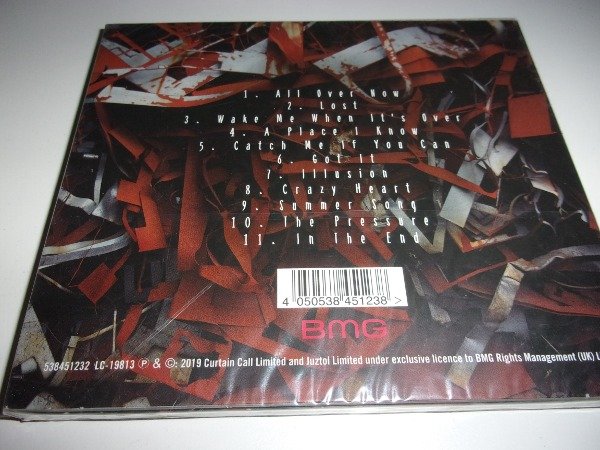 1. All Over Now
2. Lost
3. Wake Me When It's Over
4. A Place I Know
5. Catch Me If You Can
6. Got It
7. Illusion
8. Crazy Heart
9. Summer Song
10. The Pressure
11. In The End
4 050538 451238 >
BMG
538451232 LC-19813 Ⓟ & ©: 2019 Curtain Call Limited and Juztol Limited under exclusive licence to BMG Rights Management (UK) L